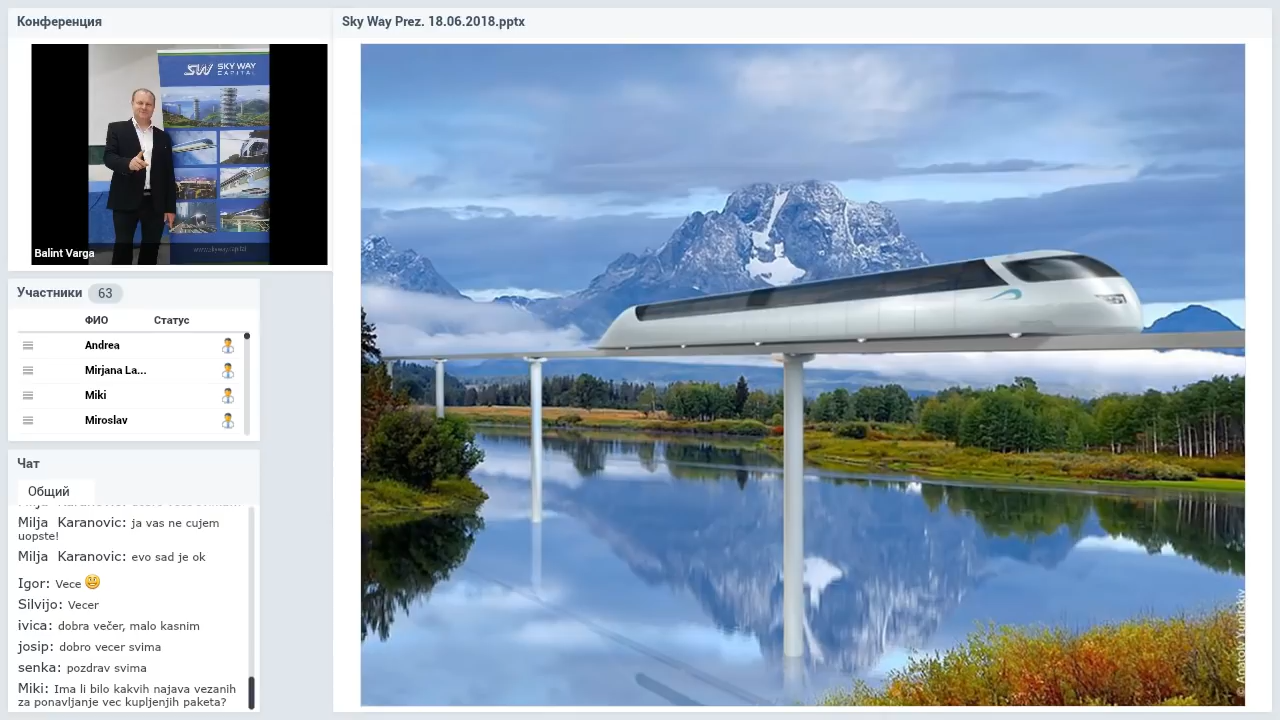 Конференция
Sky Way Prez. 18.06.2018.pptx
SW SKY WAY
CAPITAL
Balint Varga
Участники 63
ФИО Статус
Andrea
Mirjana La...
Miki
Miroslav
Чат
Общий
Milja Karanovic: ja vas ne cujem
uopste!
Milja Karanovic: evo sad je ok
Igor: Vece
Silvijo: Vecer
ivica: dobra večer, malo kasnim
josip: dobro vecer svima
senka: pozdrav svima
Miki: Ima li bilo kakvih najava vezanih
za ponavljanje vec kupljenjih paketa?
© Anatoly Yunitskiy